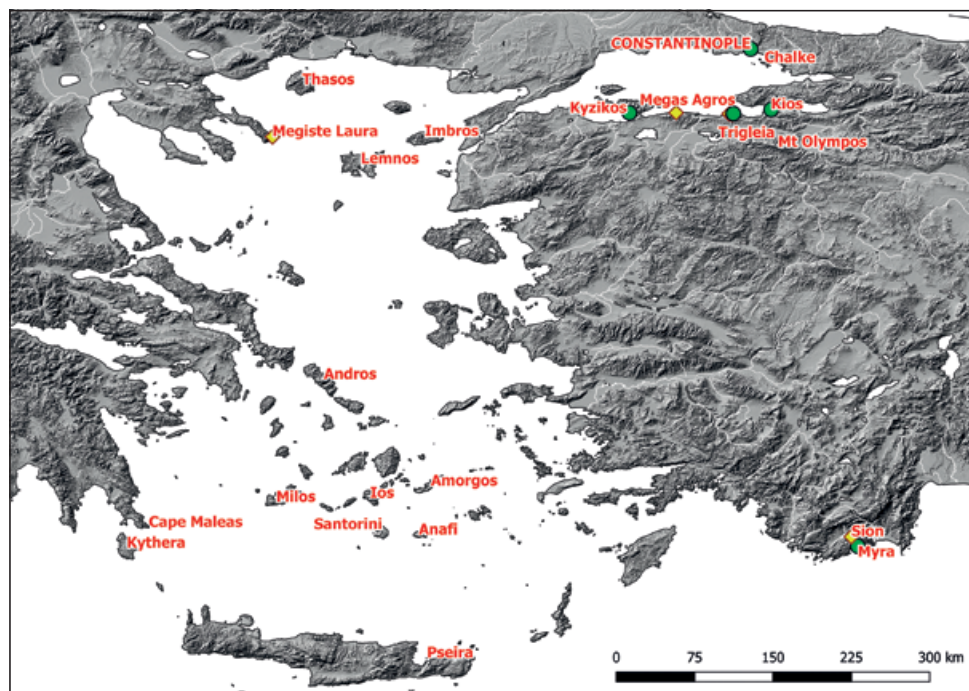 CONSTANTINOPLE
Chalke
Thasos
Kyzikos
Megas Agros
Kios
Megiste Laura
Imbros
Trigleia
Mt Olympos
Lemnos
Andros
Amorgos
Milos
Ios
Cape Maleas
Santorini
Anafi
Kythera
Sion
Myra
Pseira
0 75 150 225 300 km